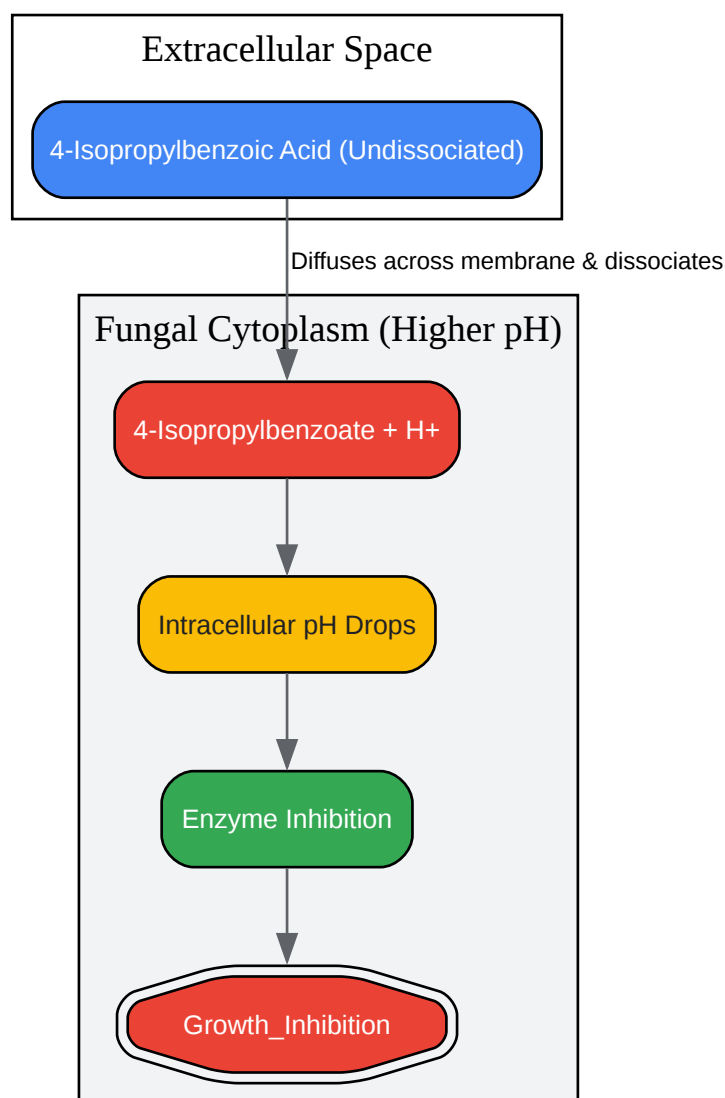 Extracellular Space
4-Isopropylbenzoic Acid (Undissociated)
Diffuses across membrane & dissociates
Fungal Cytoplasm (Higher pH)
4-Isopropylbenzoate + H+
Intracellular pH Drops
Enzyme Inhibition
Growth_Inhibition